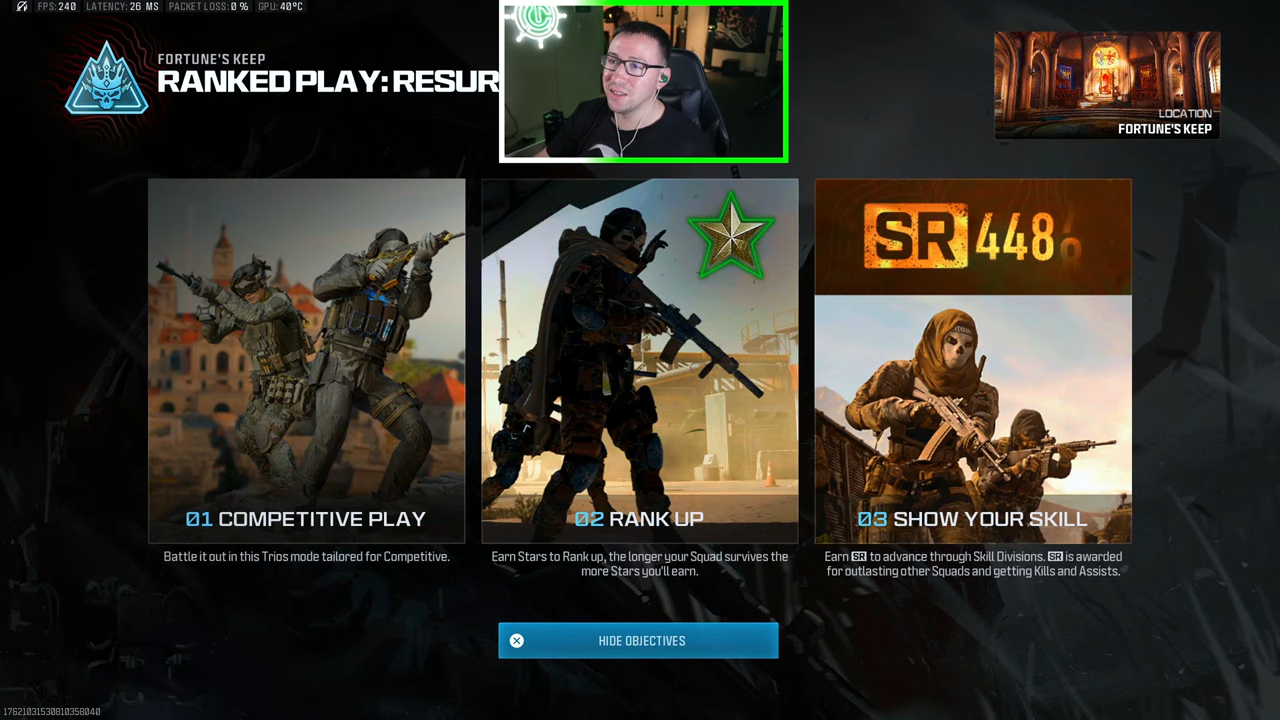 FPS: 240 LATENCY: 26 MS PACKET LOSS: 0 % GPU: 40°C
FORTUNE'S KEEP
RANKED PLAY: RESUR
LOCATION
FORTUNE'S KEEP
SR 448
01 COMPETITIVE PLAY
02 RANK UP
03 SHOW YOUR SKILL
Battle it out in this Trios mode tailored for Competitive.
Earn Stars to Rank up, the longer your Squad survives the
more Stars you'll earn.
Earn SR to advance through Skill Divisions. SR is awarded
for outlasting other Squads and getting Kills and Assists.
HIDE OBJECTIVES
17621031530810358040